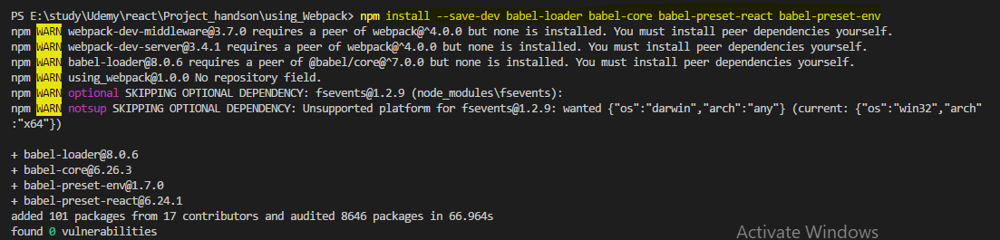 PS E:\study\Udemy\react\Project_handson\using_Webpack> npm install --save-dev babel-loader babel-core babel-preset-react babel-preset-env
npm WARN webpack-dev-middleware@3.7.0 requires a peer of webpack@^4.0.0 but none is installed. You must install peer dependencies yourself.
npm WARN webpack-dev-server@3.4.1 requires a peer of webpack@^4.0.0 but none is installed. You must install peer dependencies yourself.
npm WARN babel-loader@8.0.6 requires a peer of @babel/core@^7.0.0 but none is installed. You must install peer dependencies yourself.
npm WARN using_webpack@1.0.0 No repository field.
npm WARN optional SKIPPING OPTIONAL DEPENDENCY: fsevents@1.2.9 (node_modules\fsevents):
npm WARN notsup SKIPPING OPTIONAL DEPENDENCY: Unsupported platform for fsevents@1.2.9: wanted {"os":"darwin","arch":"any"} (current: {"os":"win32","arch"
:"x64"})
+ babel-loader@8.0.6
+ babel-core@6.26.3
+ babel-preset-env@1.7.0
+ babel-preset-react@6.24.1
added 101 packages from 17 contributors and audited 8646 packages in 66.964s
found 0 vulnerabilities
Activate Windows